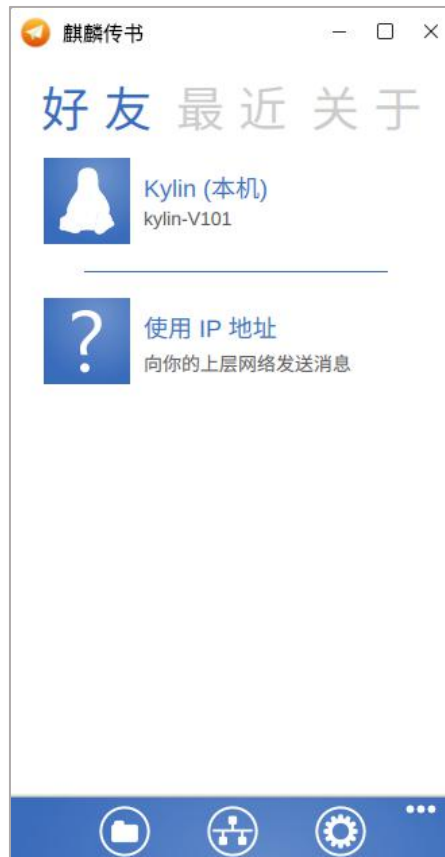 麒麟传书
好友 最近 关于
Kylin (本机)
kylin-V101
?
使用 IP 地址
向你的上层网络发送消息